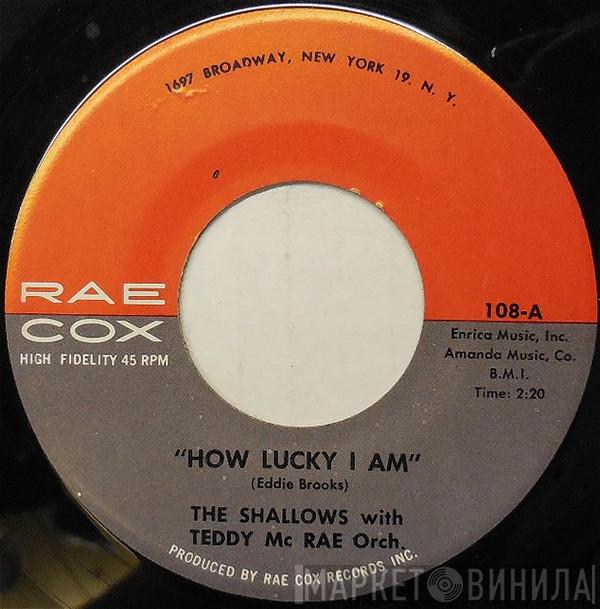 1697 BROADWAY, NEW YORK 19. N. Y.
RAE
COX
HIGH FIDELITY 45 RPM
108-A
Enrica Music, Inc.
Amanda Music, Co.
B.M.I.
Time: 2:20
"HOW LUCKY I AM"
(Eddie Brooks)
THE SHALLOWS with
TEDDY Mc RAE Orch.
PRODUCED BY RAE COX RECORDS, INC.
МАРКЕТ ВИНИЛА